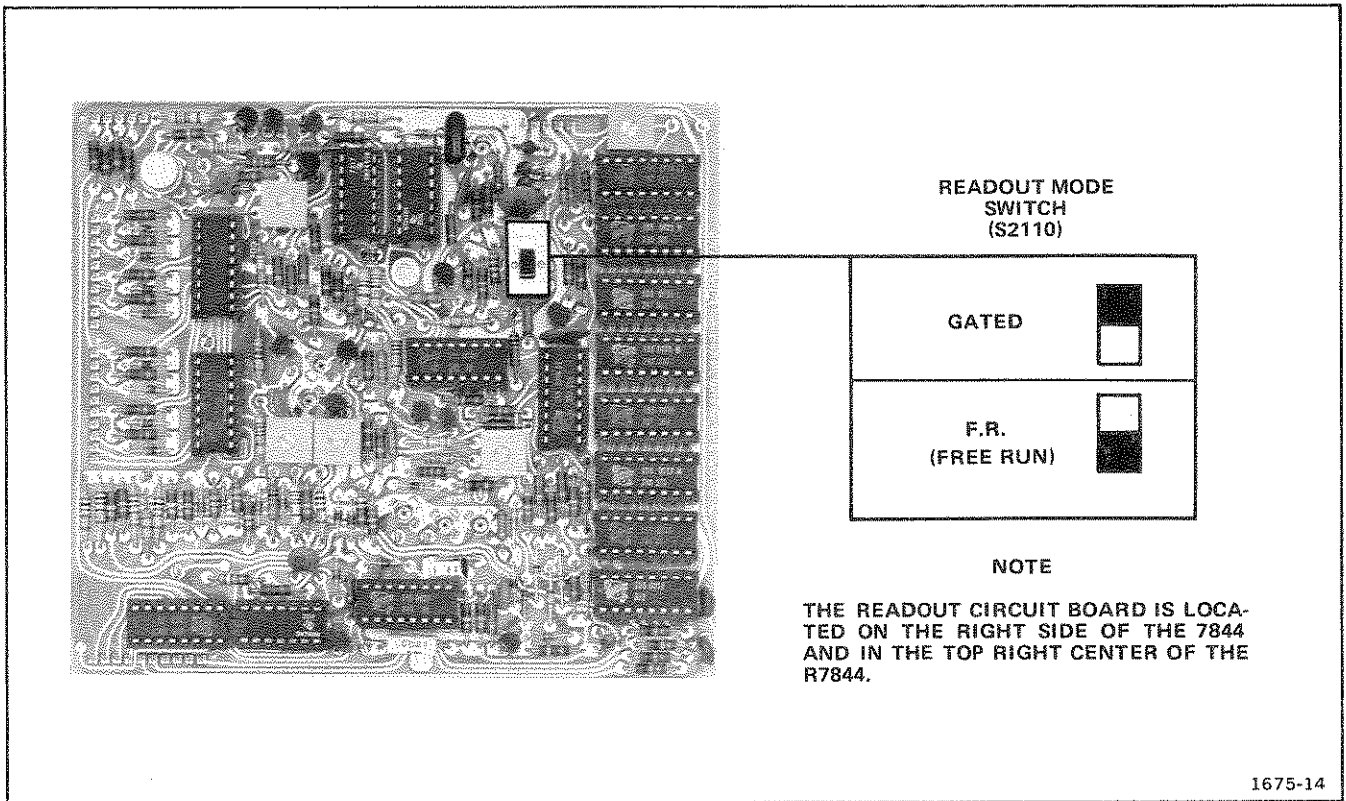 READOUT MODE
SWITCH
(S2110)
GATED
F.R.
(FREE RUN)
NOTE
THE READOUT CIRCUIT BOARD IS LOCA-
TED ON THE RIGHT SIDE OF THE 7844
AND IN THE TOP RIGHT CENTER OF THE
R7844.
1675-14